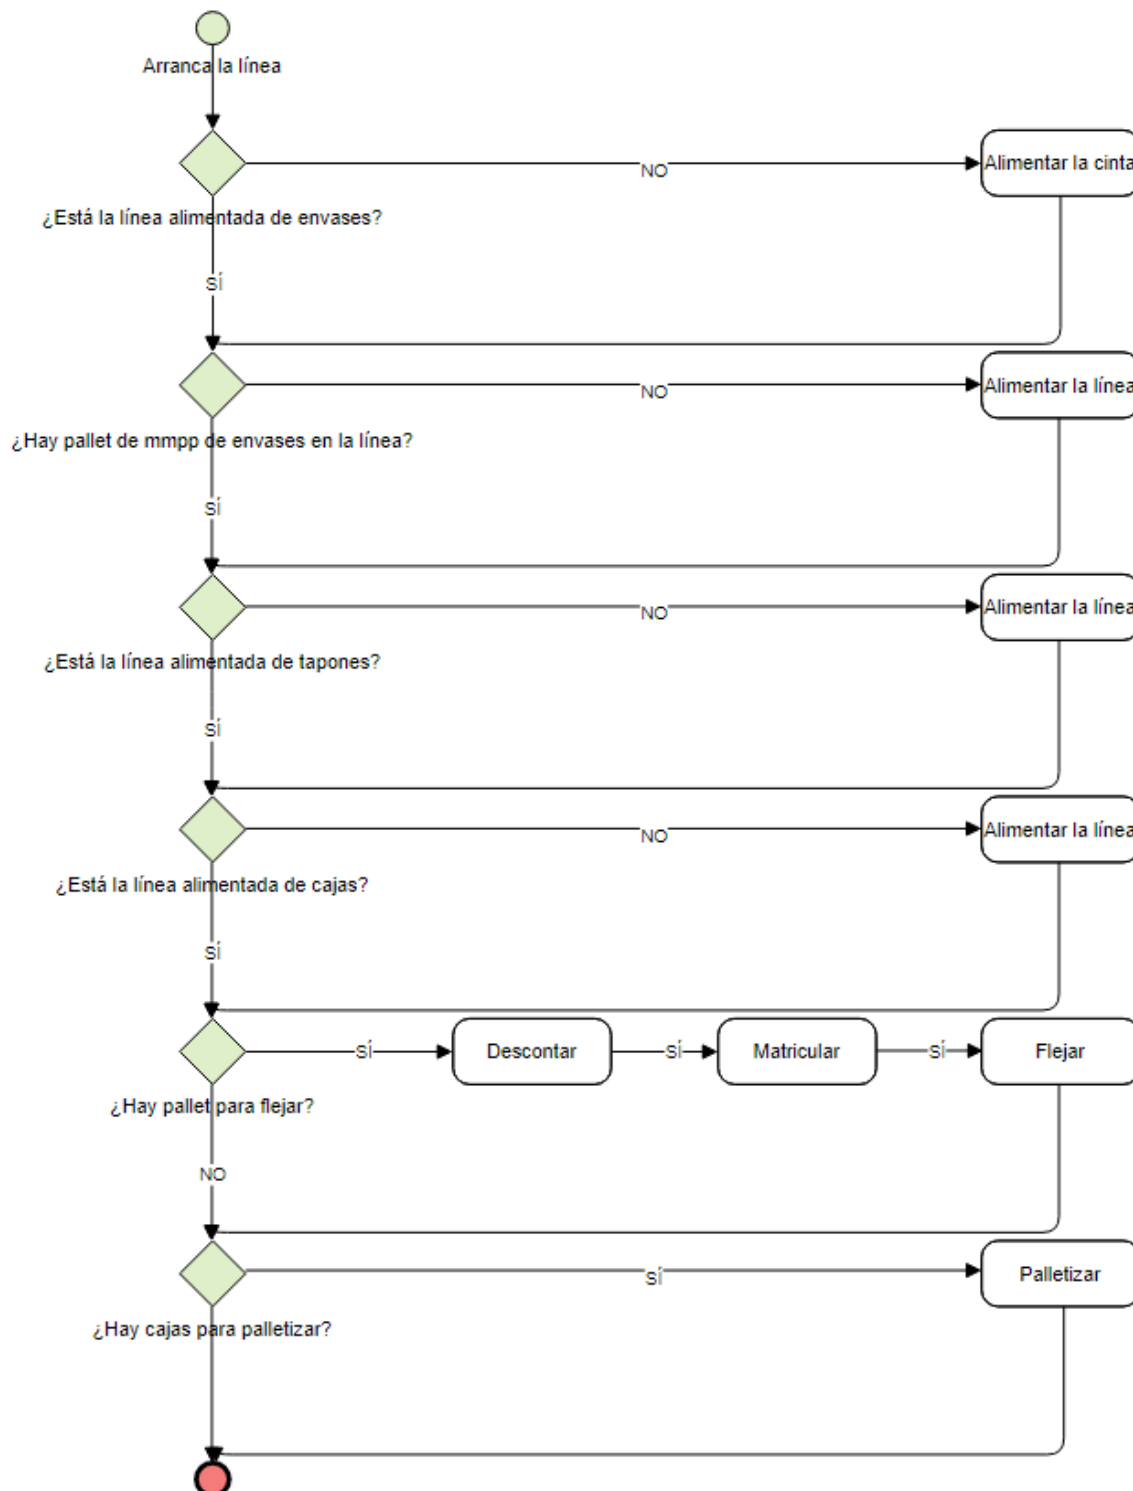 Arranca la línea
NO
Alimentar la cinta
¿Está la línea alimentada de envases?
SÍ
NO
Alimentar la línea
¿Hay pallet de mmpp de envases en la línea?
SÍ
NO
Alimentar la línea
¿Está la línea alimentada de tapones?
SÍ
NO
Alimentar la línea
¿Está la línea alimentada de cajas?
SÍ
SÍ
Descontar
SÍ
Matricular
SÍ
Flejar
¿Hay pallet para flejar?
NO
SÍ
Palletizar
¿Hay cajas para palletizar?